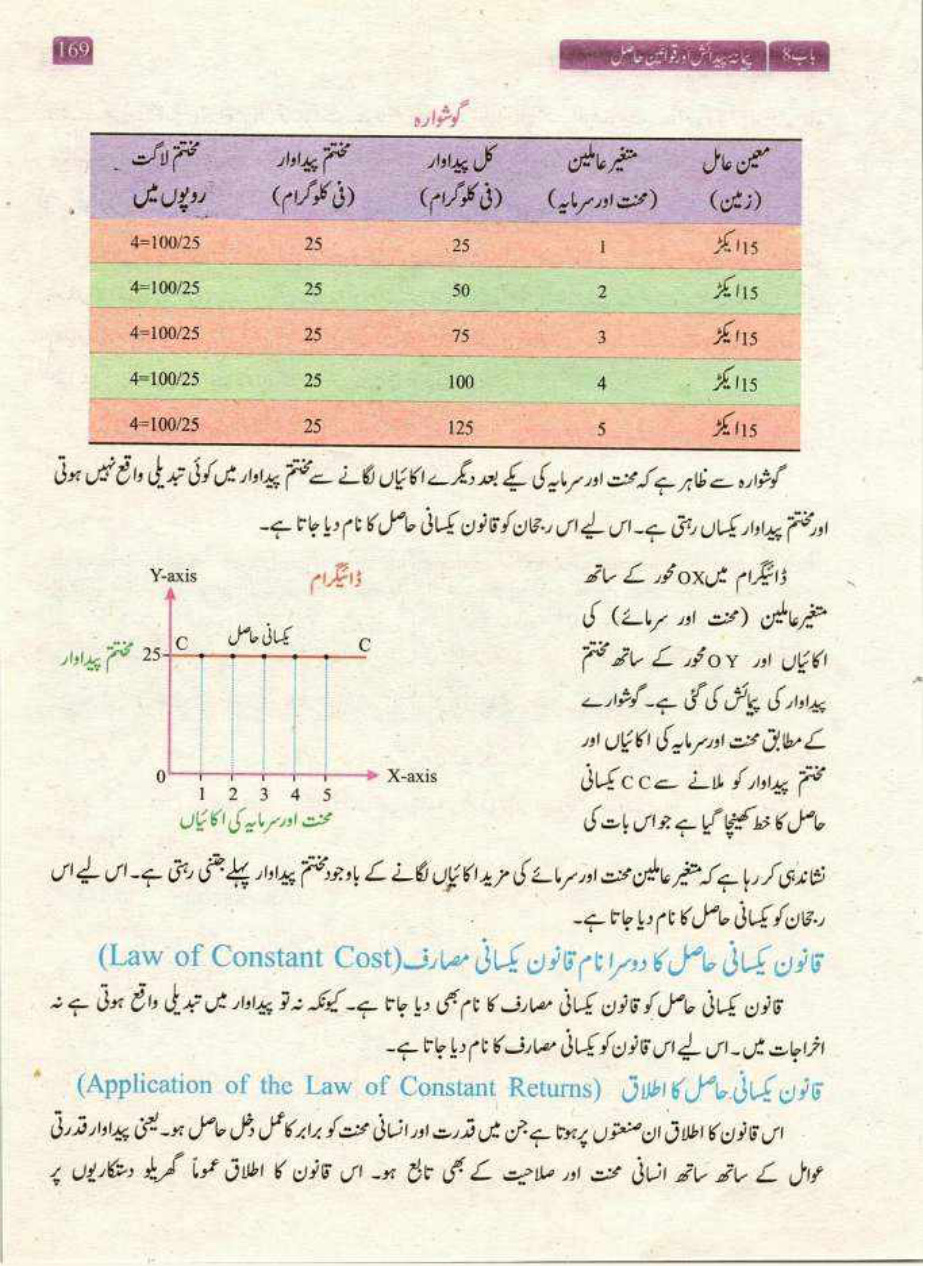 باب8 پیمانہ پیدائش اور قوانین حاصل 169
گوشوارہ
معین عامل متغیر عاملین کل پیداوار مختتم پیداوار مختتم لاگت
(زمین) (محنت اور سرمایہ) (فی کلوگرام) (فی کلوگرام) روپوں میں
15ایکڑ 1 25 25 4=100/25
15ایکڑ 2 50 25 4=100/25
15ایکڑ 3 75 25 4=100/25
15ایکڑ 4 100 25 4=100/25
15ایکڑ 5 125 25 4=100/25
گوشوارہ سے ظاہر ہے کہ محنت اور سرمایہ کی یکے بعد دیگرے اکائیاں لگانے سے مختتم پیداوار میں کوئی تبدیلی واقع نہیں ہوتی
اور مختتم پیداوار یکساں رہتی ہے۔ اس لیے اس رجحان کو قانون یکسانی حاصل کا نام دیا جاتا ہے۔
ڈائیگرام میں OX محور کے ساتھ
متغیر عاملین (محنت اور سرمائے) کی
اکائیاں اور OY محور کے ساتھ مختتم
پیداوار کی پیمائش کی گئی ہے۔ گوشوارے
کے مطابق محنت اور سرمایہ کی اکائیاں اور
مختتم پیداوار کو ملانے سے CC یکسانی
حاصل کا خط کھینچا گیا ہے جو اس بات کی
ڈائیگرام
Y-axis
C یکسانی حاصل C
مختتم پیداوار 25
0 X-axis
1 2 3 4 5
محنت اور سرمایہ کی اکائیاں
نشاندہی کر رہا ہے کہ متغیر عاملین محنت اور سرمائے کی مزید اکائیاں لگانے کے باوجود مختتم پیداوار پہلے جتنی رہتی ہے۔ اس لیے اس
رجحان کو یکسانی حاصل کا نام دیا جاتا ہے۔
قانون یکسانی حاصل کا دوسرا نام قانون یکسانی مصارف (Law of Constant Cost)
قانون یکسانی حاصل کو قانون یکسانی مصارف کا نام بھی دیا جاتا ہے۔ کیونکہ نہ تو پیداوار میں تبدیلی واقع ہوتی ہے نہ
اخراجات میں۔ اس لیے اس قانون کو یکسانی مصارف کا نام دیا جاتا ہے۔
قانون یکسانی حاصل کا اطلاق (Application of the Law of Constant Returns)
اس قانون کا اطلاق ان صنعتوں پر ہوتا ہے جن میں قدرت اور انسانی محنت کو برابر کا عمل دخل حاصل ہو۔ یعنی پیداوار قدرتی
عوامل کے ساتھ ساتھ انسانی محنت اور صلاحیت کے بھی تابع ہو۔ اس قانون کا اطلاق عموماً گھریلو دستکاریوں پر